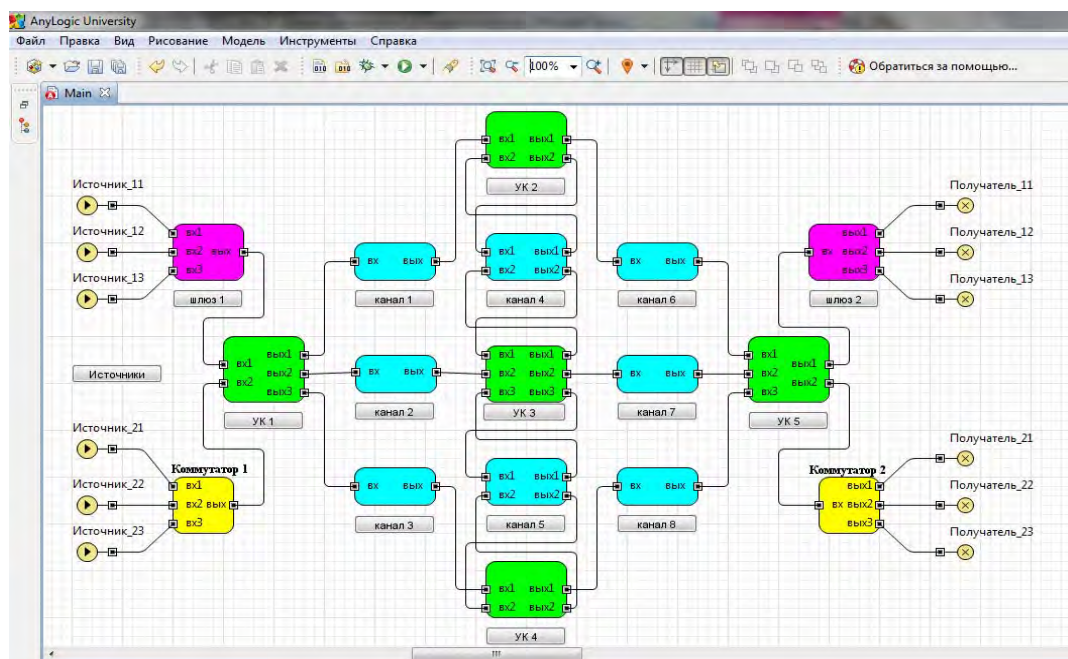 AnyLogic University
Файл Правка Вид Рисование Модель Инструменты Справка
100% Обратиться за помощью...
Main
вх1 вых1
вх2 вых2
УК 2
Источник_11
Источник_12
Источник_13
вх1
вх2 вых
вх3
шлюз 1
вх вых
канал 1
вх1 вых1
вх2 вых2
канал 4
вх вых
канал 6
вых1
вх вых2
вых3
шлюз 2
Получатель_11
Получатель_12
Получатель_13
Источники
вх1 вых1
вх2 вых2
вых3
УК 1
вх вых
канал 2
вх1 вых1
вх2 вых2
вх3 вых3
УК 3
вх вых
канал 7
вх1 вых1
вх2 вых2
вх3
УК 5
Источник_21
Источник_22
Источник_23
Коммутатор 1
вх1
вх2 вых
вх3
вх вых
канал 3
вх1 вых1
вх2 вых2
канал 5
вх вых
канал 8
Коммутатор 2
вых1
вх вых2
вых3
Получатель_21
Получатель_22
Получатель_23
вх1 вых1
вх2 вых2
УК 4